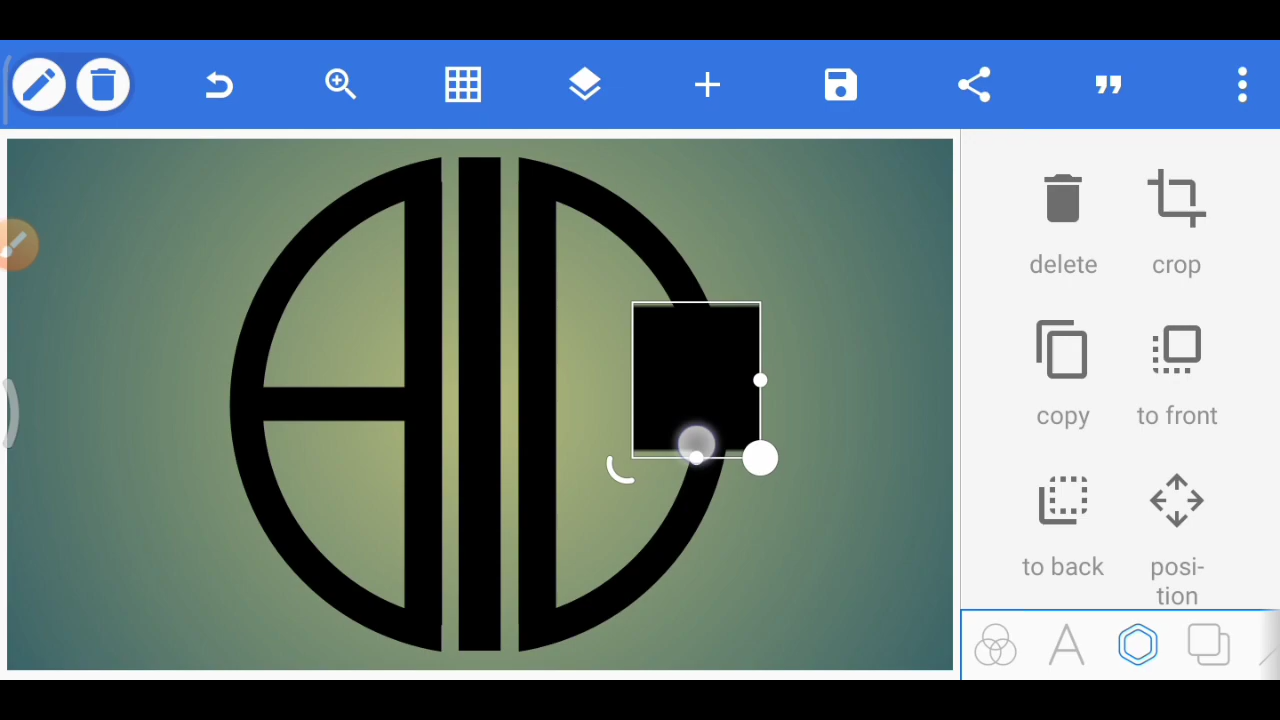 delete
crop
copy
to front
to back
posi-
tion